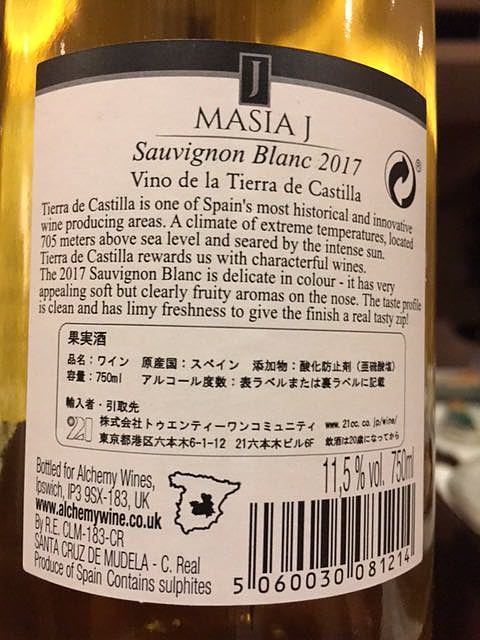 J
MASIA J
Sauvignon Blanc 2017
Vino de la Tierra de Castilla
®
Tierra de Castilla is one of Spain's most historical and innovative
wine producing areas. A climate of extreme temperatures, located
705 meters above sea level and seared by the intense sun.
Tierra de Castilla rewards us with characterful wines.
The 2017 Sauvignon Blanc is delicate in colour - it has very
appealing soft but clearly fruity aromas on the nose. The taste profile
is clean and has limy freshness to give the finish a real tasty zip!
果実酒
品名：ワイン 原産国：スペイン 添加物：酸化防止剤（亜硫酸塩）
容量：750ml アルコール度数：表ラベルまたは裏ラベルに記載
輸入者・引取先
21 株式会社トゥエンティーワンコミュニティ www.21cc.co.jp/wine/
東京都港区六本木6-1-12 21六本木ビル6F 飲酒は20歳になってから
Bottled for Alchemy Wines,
Ipswich, IP3 9SX-183, UK
www.alchemywine.co.uk
By R.E. CLM-183-CR
SANTA CRUZ DE MUDELA - C. Real
Produce of Spain Contains sulphites
11,5 % vol. 750ml
5 060030 081214